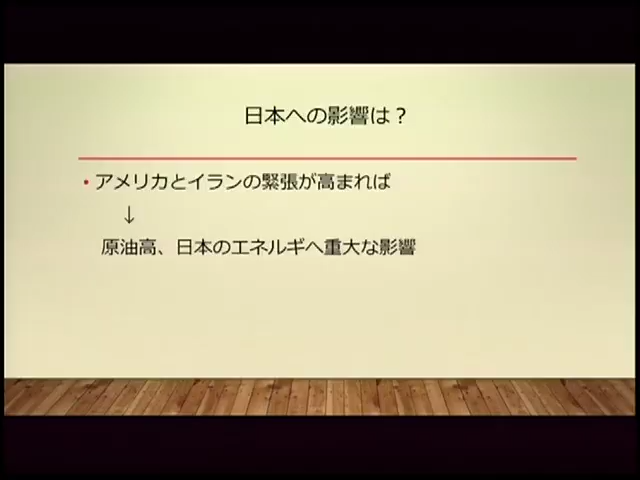 日本への影響は？
• アメリカとイランの緊張が高まれば
↓
原油高、日本のエネルギへ重大な影響